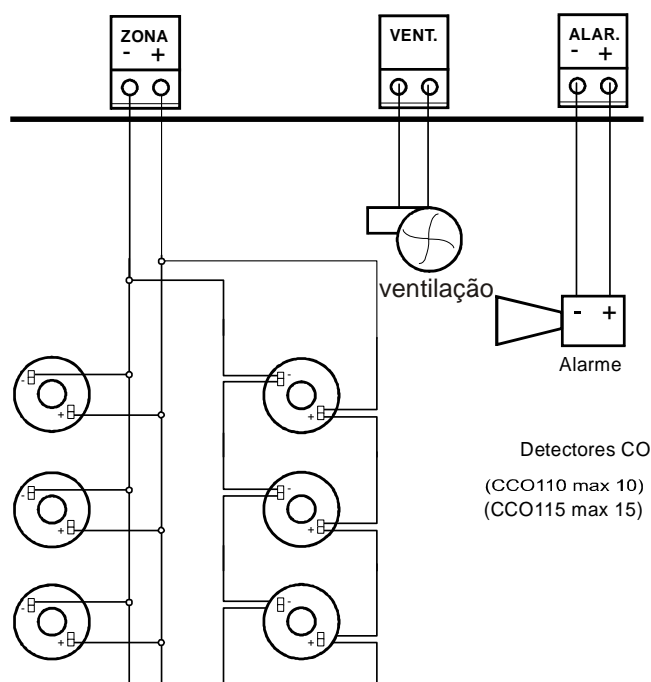 ZONA
- +
VENT.
ALAR.
- +
ventilação
- +
Alarme
- -
+ +
Detectores CO
(CCO110 max 10)
(CCO115 max 15)
- -
+ +
- -
+ +